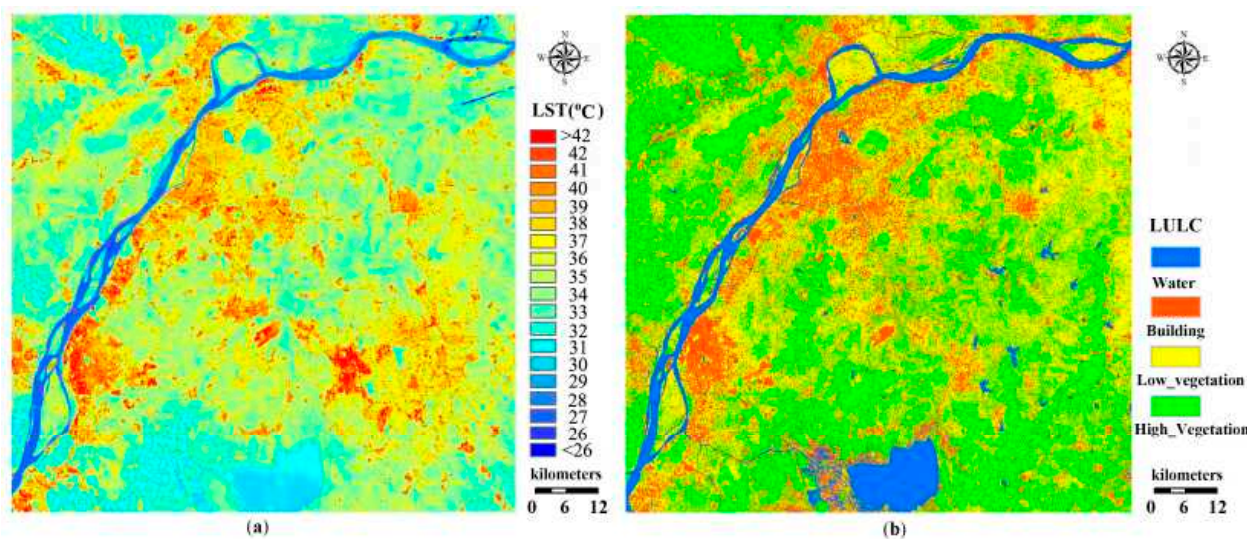 N
W E
S
LST(°C)
>42
42
41
40
39
38
37
36
35
34
33
32
31
30
29
28
27
26
<26
kilometers
0 6 12
(a)
N
W E
S
LULC
Water
Building
Low_vegetation
High_Vegetation
kilometers
0 6 12
(b)